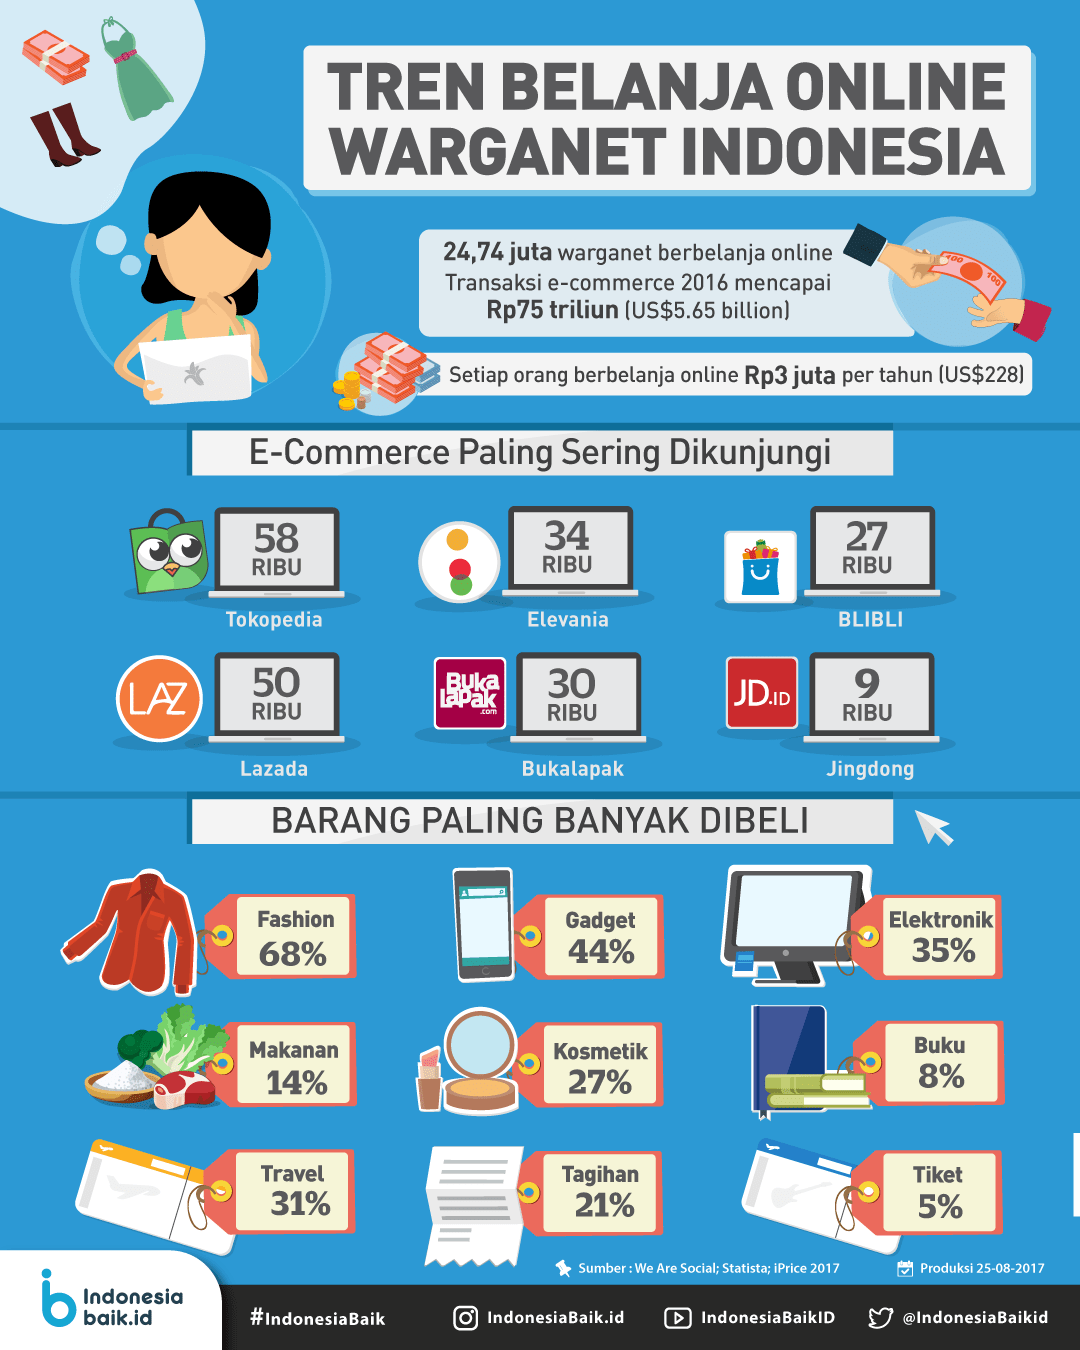 TREN BELANJA ONLINE
WARGANET INDONESIA
24,74 juta warganet berbelanja online
Transaksi e-commerce 2016 mencapai
Rp75 triliun (US$5.65 billion)
100
100
Setiap orang berbelanja online Rp3 juta per tahun (US$228)
E-Commerce Paling Sering Dikunjungi
58
RIBU
Tokopedia
34
RIBU
Elevania
27
RIBU
BLIBLI
LAZ
50
RIBU
Lazada
Buka
Lapak
.com
30
RIBU
Bukalapak
JD.ID
9
RIBU
Jingdong
BARANG PALING BANYAK DIBELI
Fashion
68%
Gadget
44%
Elektronik
35%
Makanan
14%
Kosmetik
27%
Buku
8%
Travel
31%
Tagihan
21%
Tiket
5%
Sumber : We Are Social; Statista; iPrice 2017
Produksi 25-08-2017
Indonesia
baik.id
#IndonesiaBaik
IndonesiaBaik.id
IndonesiaBaikID
@IndonesiaBaikid